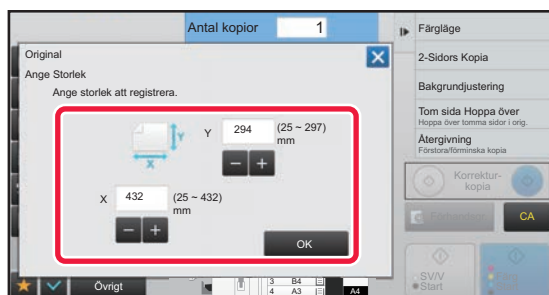 Antal kopior 1
Original
Ange Storlek
Ange storlek att registrera.
Y
X
Y 294 (25 ~ 297)
mm
X 432 (25 ~ 432)
mm
OK
Färgläge
2-Sidors Kopia
Bakgrundjustering
Tom sida Hoppa över
Hoppa över tomma sidor i orig.
Återgivning
Förstora/förminska kopia
Korrektur-
kopia
CA
SV/V
Start
Övrigt
3 B4
4 A3
A4